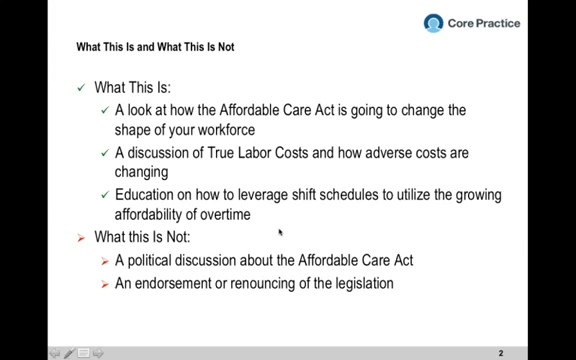 Core Practice
What This Is and What This Is Not
What This Is:
A look at how the Affordable Care Act is going to change the
shape of your workforce
A discussion of True Labor Costs and how adverse costs are
changing
Education on how to leverage shift schedules to utilize the growing
affordability of overtime
What this Is Not:
A political discussion about the Affordable Care Act
An endorsement or renouncing of the legislation
2